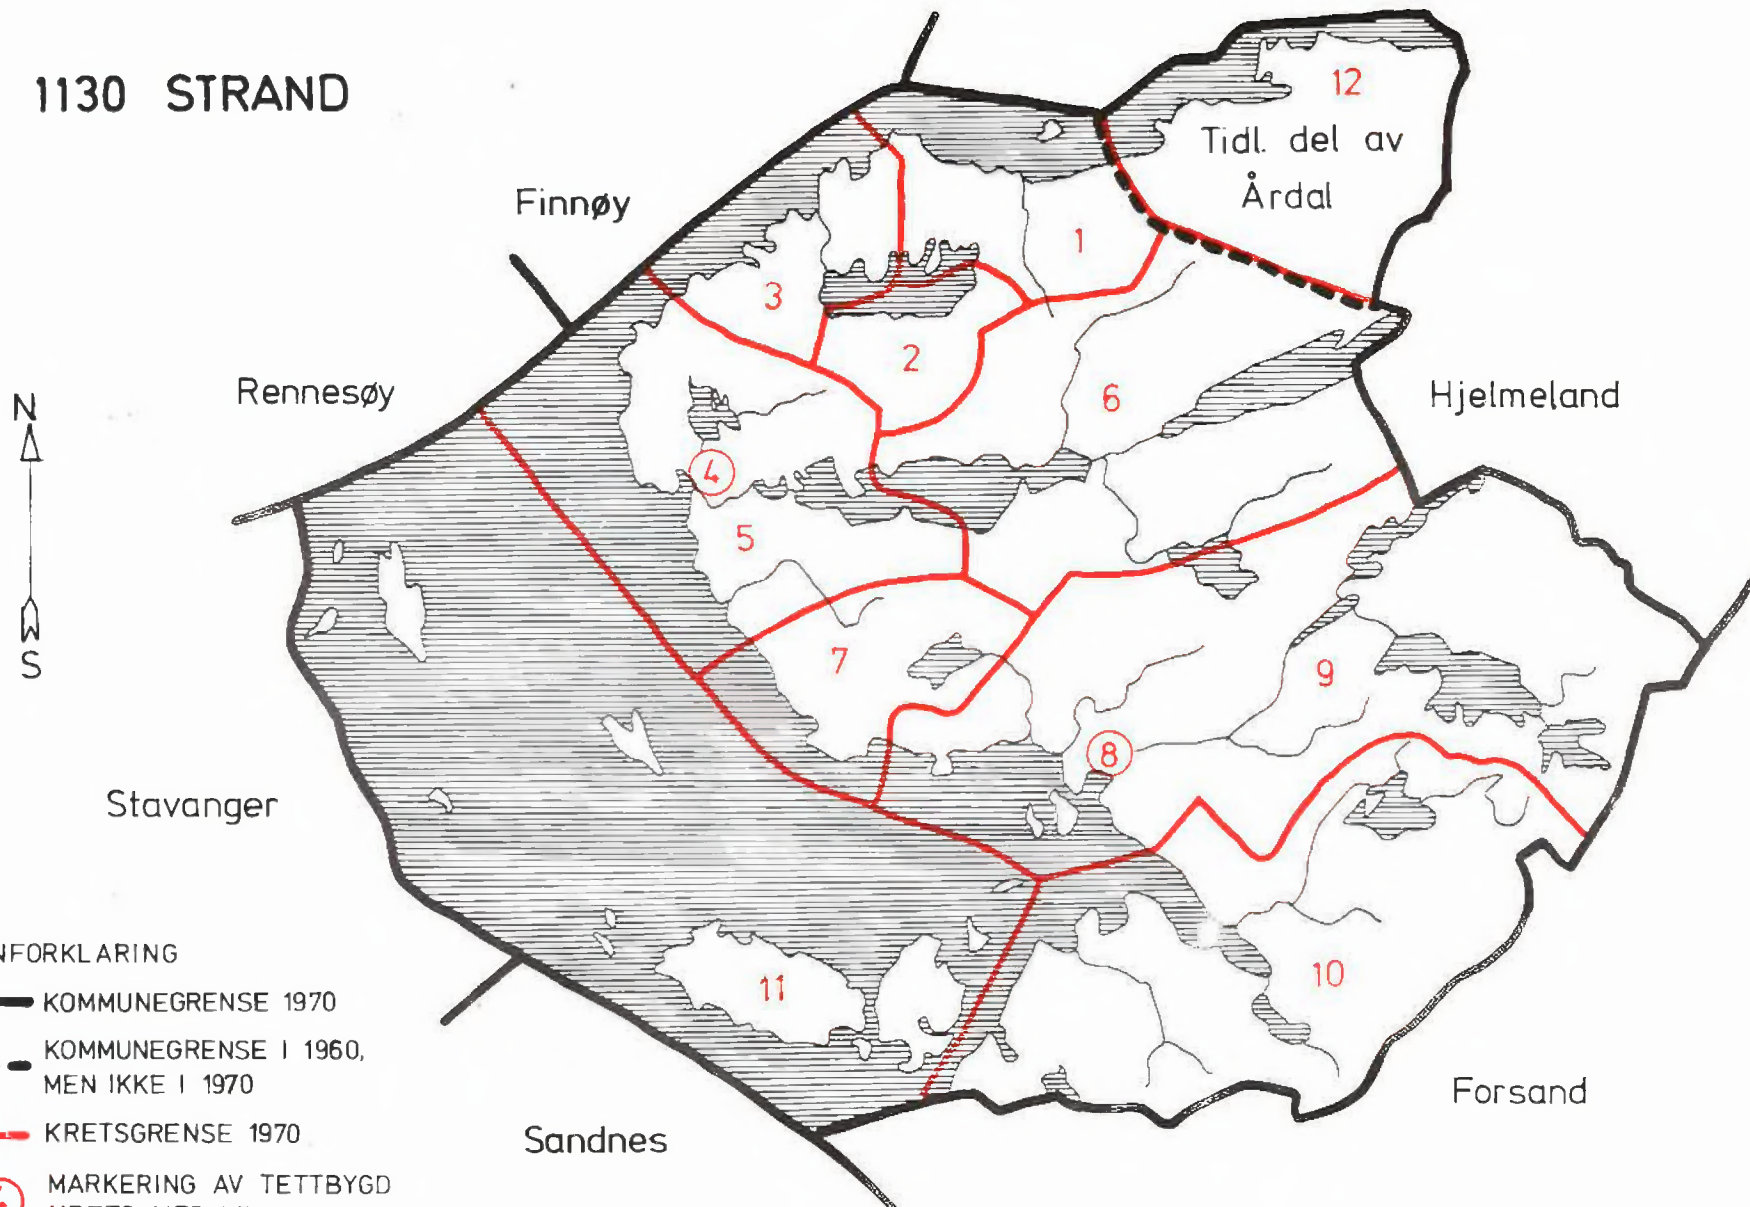 1130 STRAND
12
Tidl. del av
Årdal
Finnøy
1
3
2
Rennesøy
6
Hjelmeland
N
4
5
S
7
9
8
Stavanger
10
11
NFORKLARING
KOMMUNEGRENSE 1970
KOMMUNEGRENSE I 1960,
MEN IKKE I 1970
KRETSGRENSE 1970
MARKERING AV TETTBYGD
Sandnes
Forsand